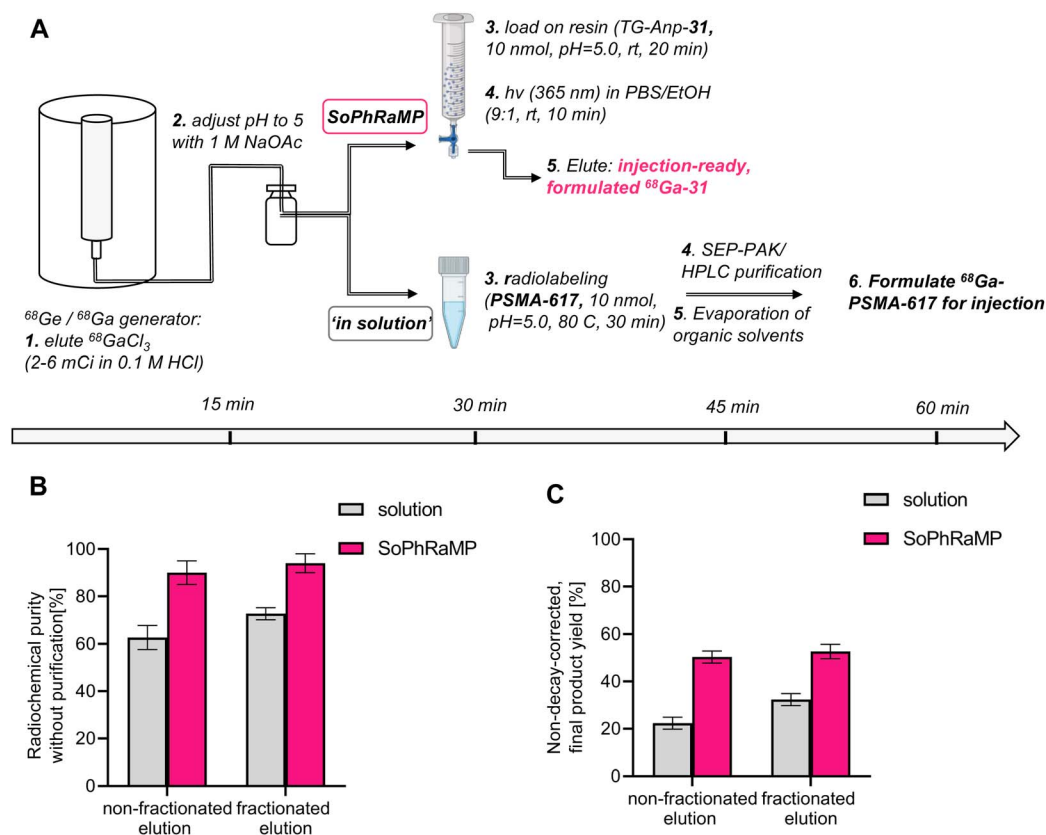 A
3. load on resin (TG-Anp-31,
10 nmol, pH=5.0, rt, 20 min)
4. hv (365 nm) in PBS/EtOH
(9:1, rt, 10 min)
2. adjust pH to 5
with 1 M NaOAc
SoPhRaMP
5. Elute: injection-ready,
formulated ⁶⁸Ga-31
⁶⁸Ge / ⁶⁸Ga generator:
1. elute ⁶⁸GaCl₃
(2-6 mCi in 0.1 M HCl)
'in solution'
3. radiolabeling
(PSMA-617, 10 nmol,
pH=5.0, 80 C, 30 min)
4. SEP-PAK/
HPLC purification
5. Evaporation of
organic solvents
6. Formulate ⁶⁸Ga-
PSMA-617 for injection
15 min
30 min
45 min
60 min
B
solution
SoPhRaMP
Radiochemical purity
without purification[%]
100
80
60
40
20
0
non-fractionated
elution
fractionated
elution
C
solution
SoPhRaMP
Non-decay-corrected,
final product yield [%]
100
80
60
40
20
0
non-fractionated
elution
fractionated
elution